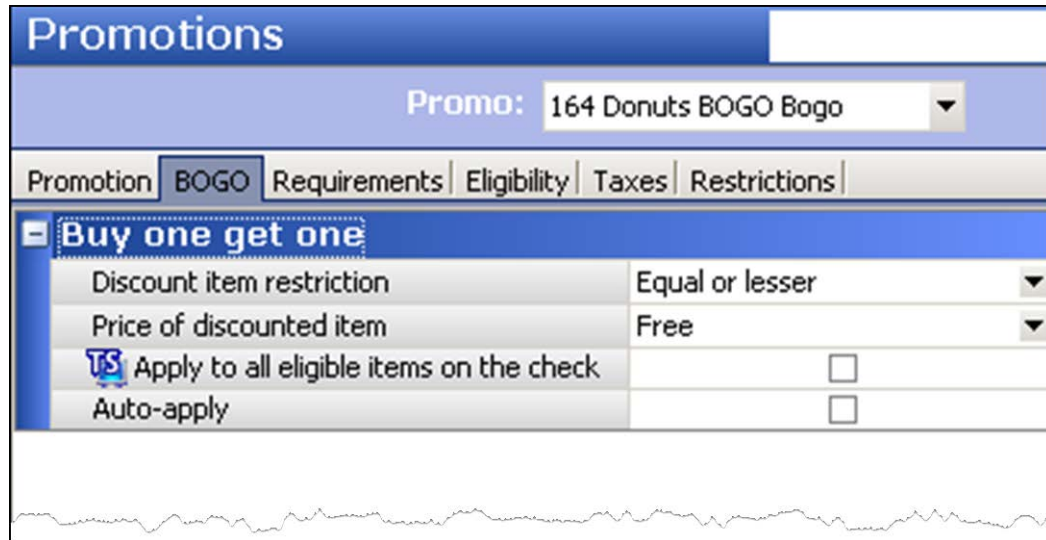 Promotions
Promo: 164 Donuts BOGO Bogo
Promotion BOGO Requirements Eligibility Taxes Restrictions
Buy one get one
Discount item restriction Equal or lesser
Price of discounted item Free
TS Apply to all eligible items on the check
Auto-apply